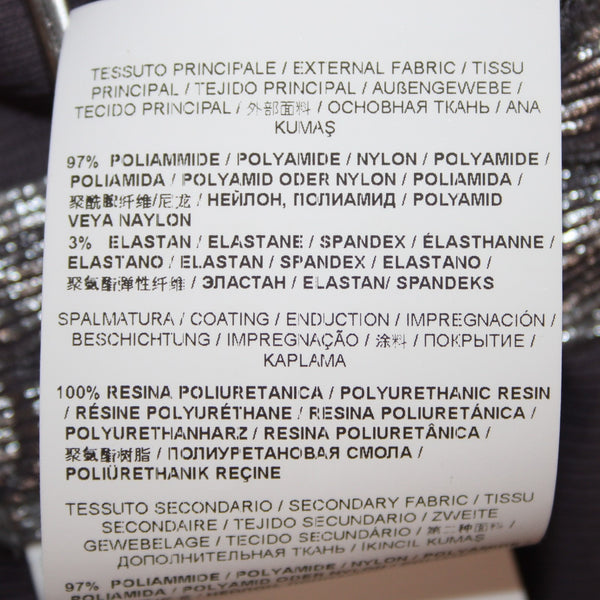 TESSUTO PRINCIPALE / EXTERNAL FABRIC / TISSU
PRINCIPAL / TEJIDO PRINCIPAL / AUßENGEWEBE /
TECIDO PRINCIPAL / 外部面料 / ОСНОВНАЯ ТКАНЬ / ANA
KUMAŞ
97% POLIAMMIDE / POLYAMIDE / NYLON / POLYAMIDE /
POLIAMIDA / POLYAMID ODER NYLON / POLIAMIDA /
聚酰胺纤维/尼龙 / НЕЙЛОН, ПОЛИАМИД / POLYAMID
VEYA NAYLON
3% ELASTAN / ELASTANE / SPANDEX / ÉLASTHANNE /
ELASTANO / ELASTAN / SPANDEX / ELASTANO /
聚氨酯弹性纤维 / ЭЛАСТАН / ELASTAN/ SPANDEKS
SPALMATURA / COATING / ENDUCTION / IMPREGNACIÓN /
BESCHICHTUNG / IMPREGNAÇÃO / 涂料 / ПОКРЫТИЕ /
KAPLAMA
100% RESINA POLIURETANICA / POLYURETHANIC RESIN
/ RÉSINE POLYURÉTHANE / RESINA POLIURETÁNICA /
POLYURETHANHARZ / RESINA POLIURETÂNICA /
聚氨酯树脂 / ПОЛИУРЕТАНОВАЯ СМОЛА /
POLIÜRETHANIK REÇINE
TESSUTO SECONDARIO / SECONDARY FABRIC / TISSU
SECONDAIRE / TEJIDO SECUNDARIO / ZWEITE
GEWEBELAGE / TECIDO SECUNDÁRIO / 第二种面料 /
ДОПОЛНИТЕЛЬНАЯ ТКАНЬ / İKINCIL KUMAŞ
97% POLIAMMIDE / POLYAMIDE / NYLON / POLYAMIDE /
POLIAMIDA / POLYAMID ODER NYLON / POLIAMIDA /